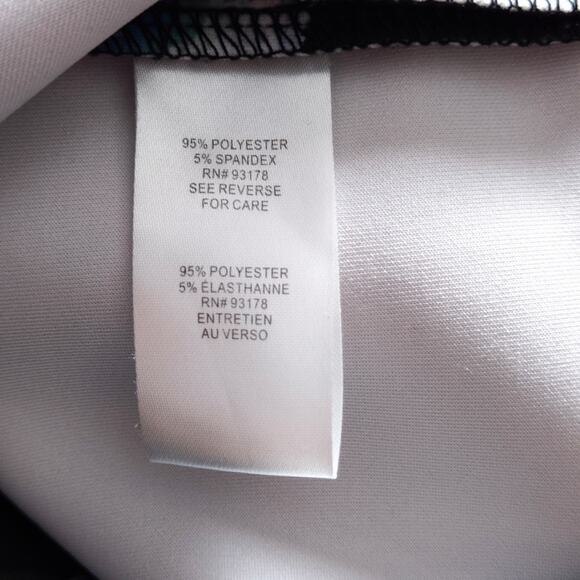 95% POLYESTER
5% SPANDEX
RN# 93178
SEE REVERSE
FOR CARE
95% POLYESTER
5% ÉLASTHANNE
RN# 93178
ENTRETIEN
AU VERSO